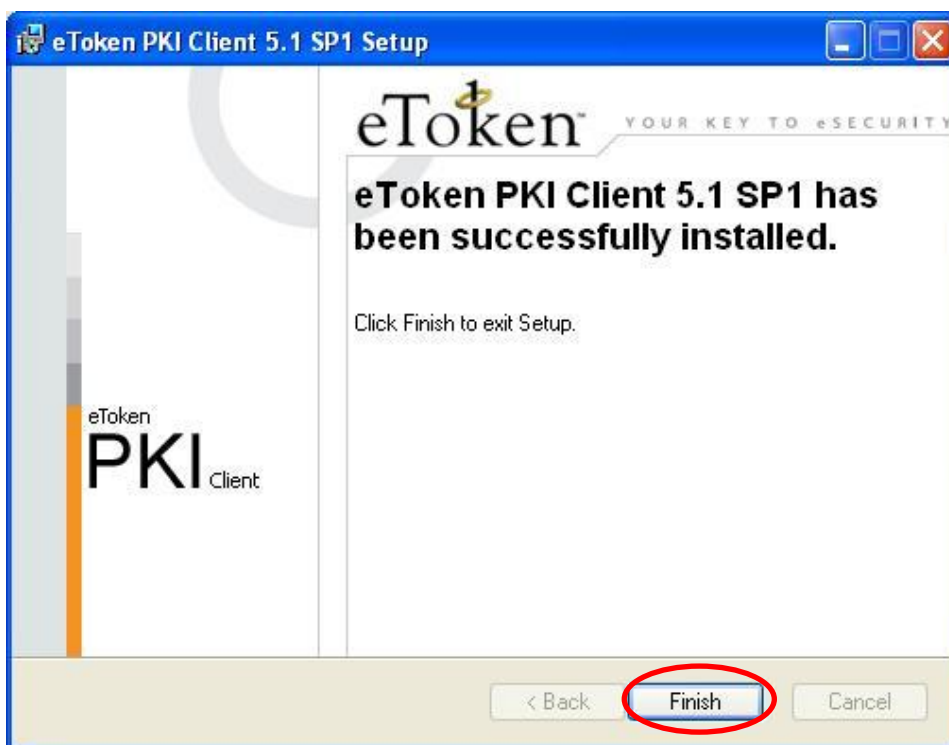 eToken PKI Client 5.1 SP1 Setup
eToken™ YOUR KEY TO eSECURITY
eToken PKI Client 5.1 SP1 has
been successfully installed.
Click Finish to exit Setup.
eToken
PKI Client
< Back Finish Cancel